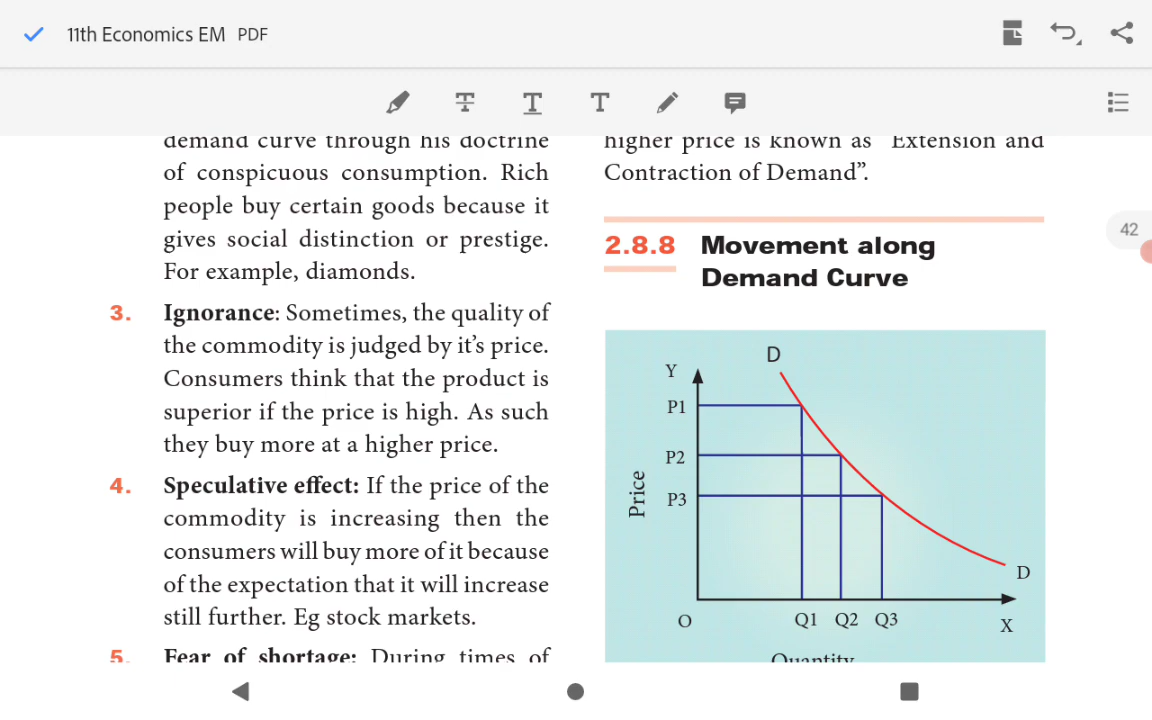 11th Economics EM PDF
demand curve through his doctrine
of conspicuous consumption. Rich
people buy certain goods because it
gives social distinction or prestige.
For example, diamonds.
3. Ignorance: Sometimes, the quality of
the commodity is judged by it’s price.
Consumers think that the product is
superior if the price is high. As such
they buy more at a higher price.
4. Speculative effect: If the price of the
commodity is increasing then the
consumers will buy more of it because
of the expectation that it will increase
still further. Eg stock markets.
5. Fear of shortage: During times of
higher price is known as “Extension and
Contraction of Demand”.
42
2.8.8 Movement along
Demand Curve
D
Y
P1
P2
P3
Price
D
O
Q1 Q2 Q3
X
Quantity